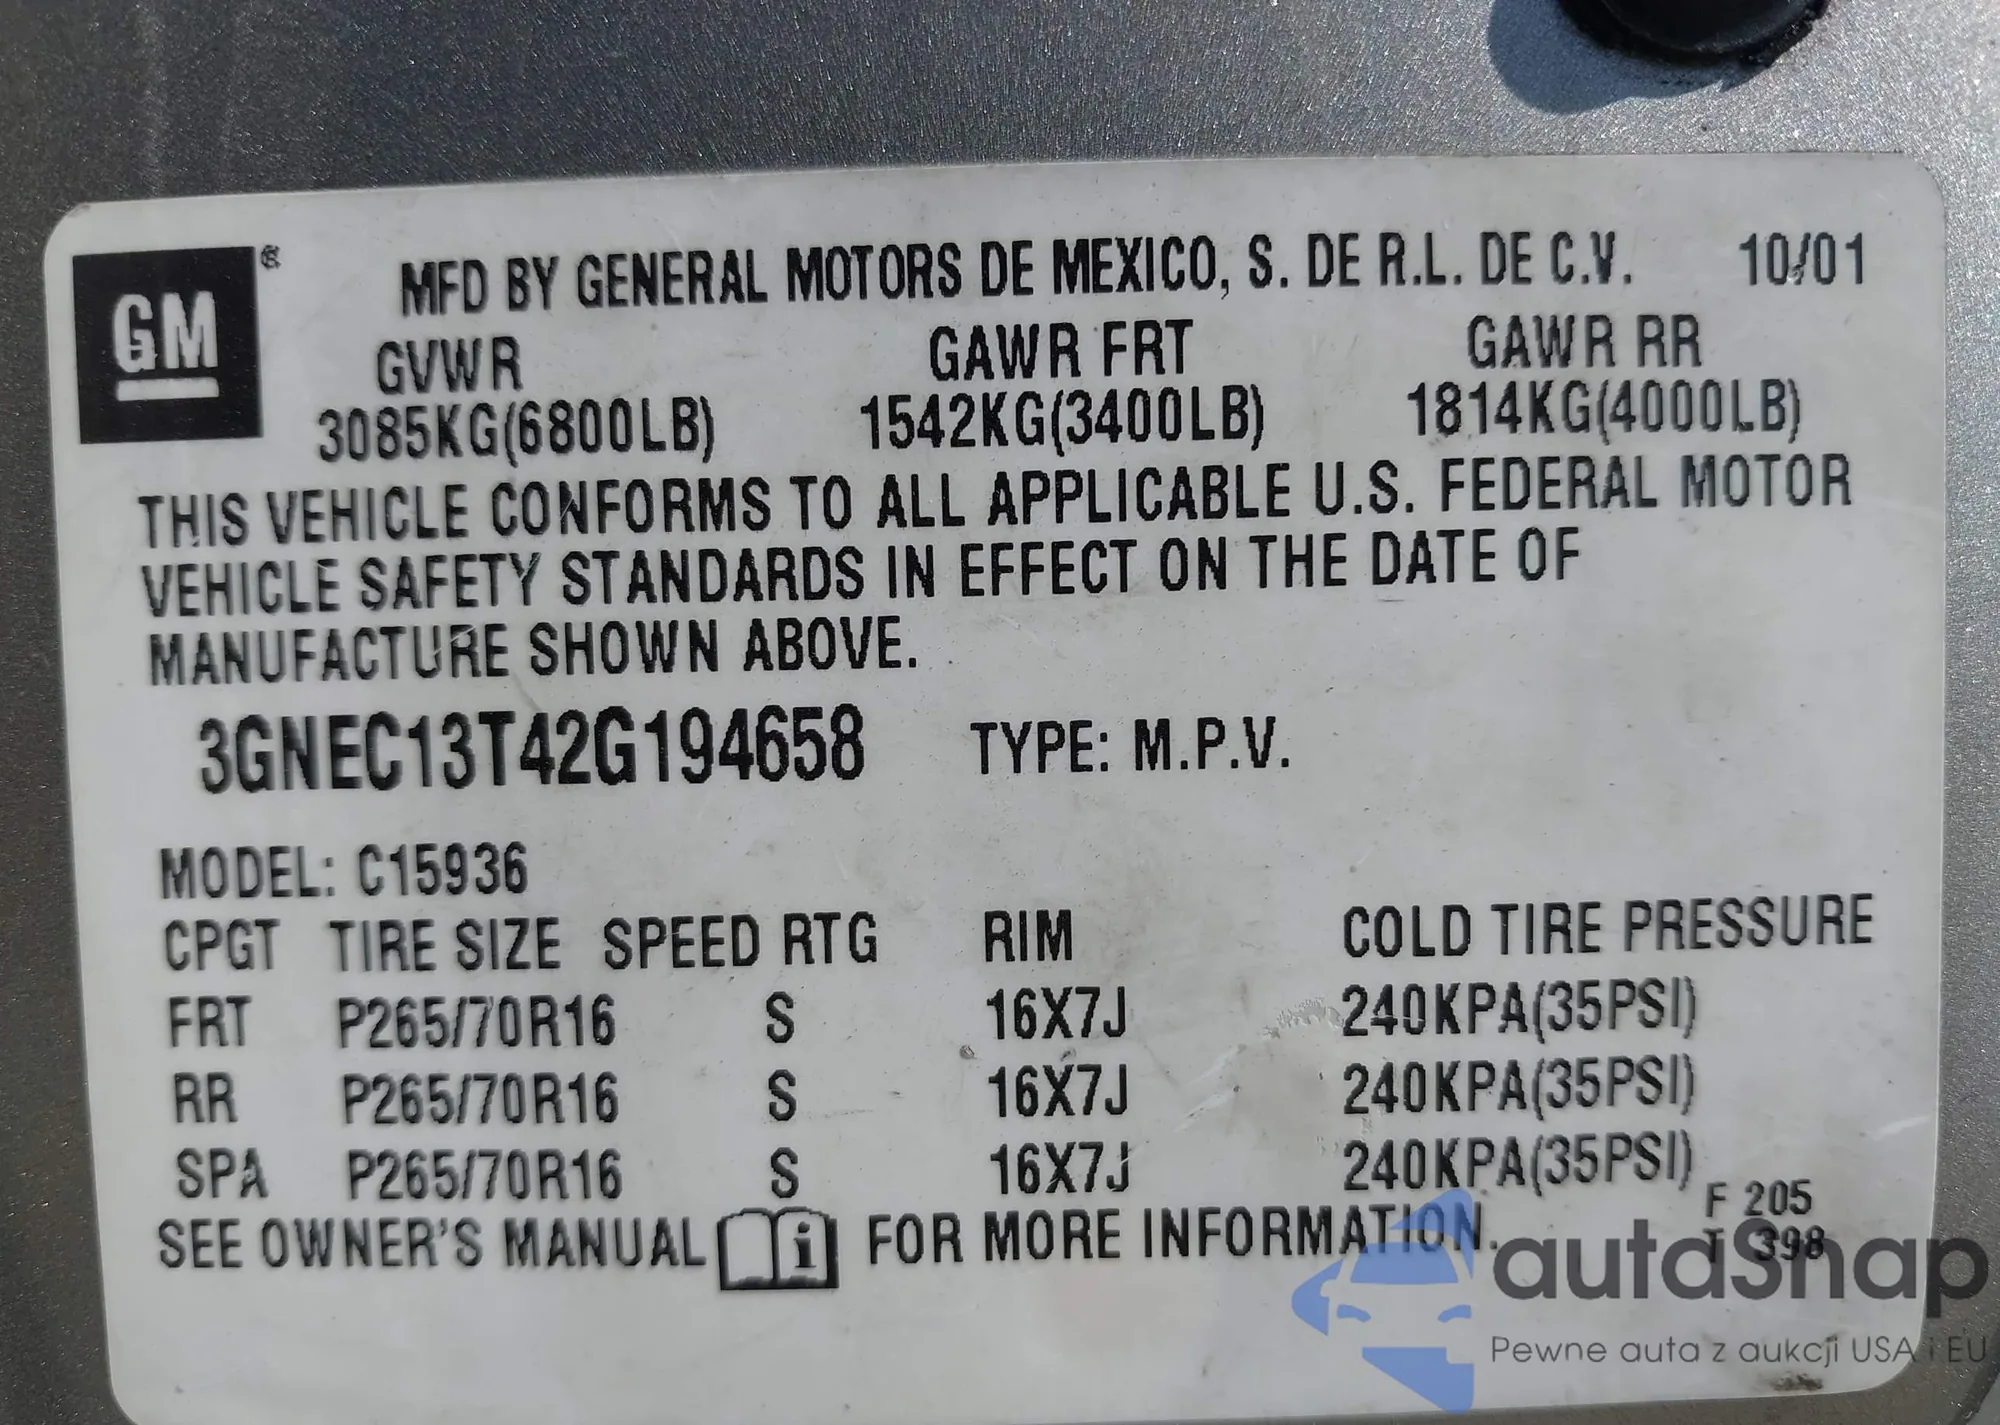 GM ®
MFD BY GENERAL MOTORS DE MEXICO, S. DE R.L. DE C.V. 10/01
GVWR GAWR FRT GAWR RR
3085KG(6800LB) 1542KG(3400LB) 1814KG(4000LB)
THIS VEHICLE CONFORMS TO ALL APPLICABLE U.S. FEDERAL MOTOR
VEHICLE SAFETY STANDARDS IN EFFECT ON THE DATE OF
MANUFACTURE SHOWN ABOVE.
3GNEC13T42G194658 TYPE: M.P.V.
MODEL: C15936
CPGT TIRE SIZE SPEED RTG RIM COLD TIRE PRESSURE
FRT P265/70R16 S 16X7J 240KPA(35PSI)
RR P265/70R16 S 16X7J 240KPA(35PSI)
SPA P265/70R16 S 16X7J 240KPA(35PSI)
F 205
SEE OWNER'S MANUAL i FOR MORE INFORMATION.
T 398
autoSnap
Pewne auta z aukcji USA i EU